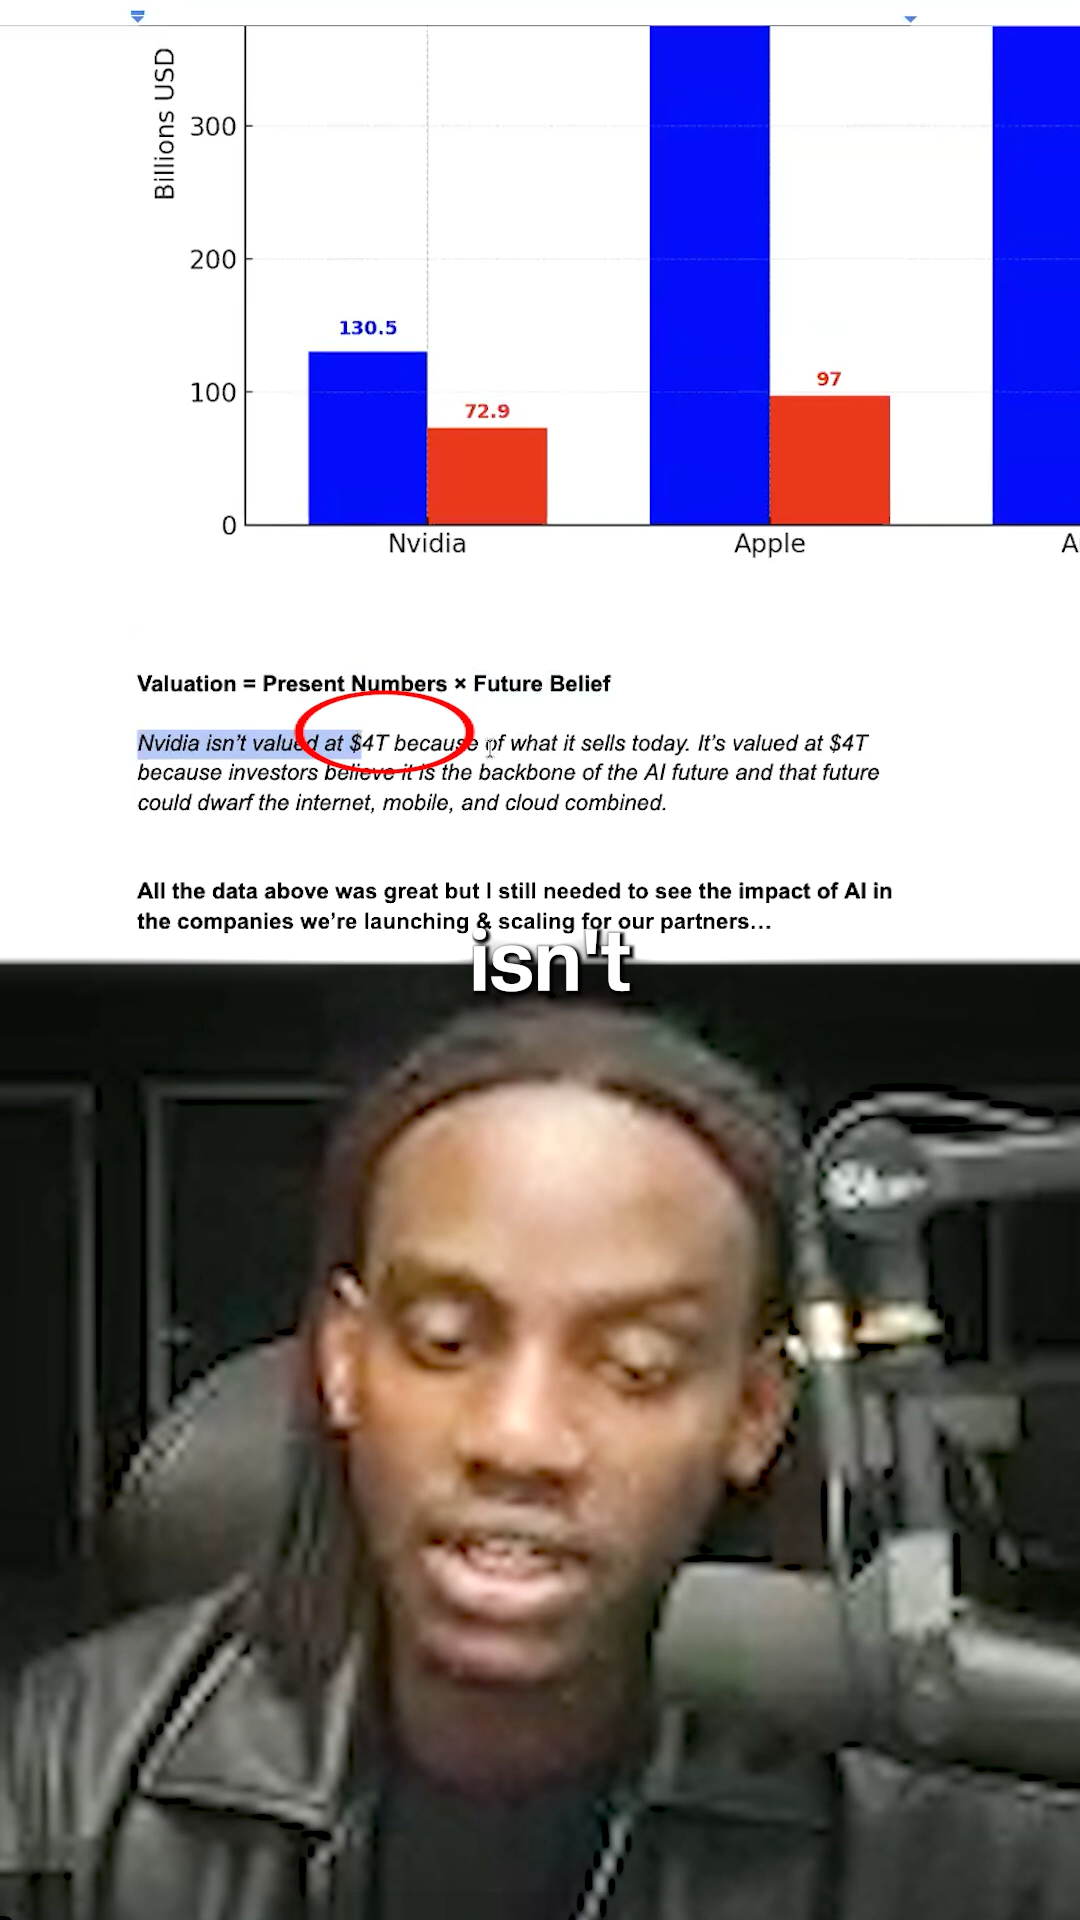 Billions USD
300
200
100
0
130.5
72.9
97
Nvidia
Apple
Valuation = Present Numbers × Future Belief
Nvidia isn’t valued at $4T because of what it sells today. It’s valued at $4T
because investors believe it is the backbone of the AI future and that future
could dwarf the internet, mobile, and cloud combined.
All the data above was great but I still needed to see the impact of AI in
the companies we’re launching & scaling for our partners…
isn't
Blue